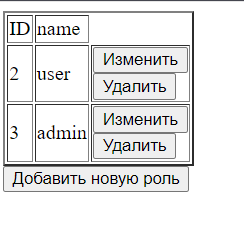 ID name
2 user Изменить
Удалить
3 admin Изменить
Удалить
Добавить новую роль